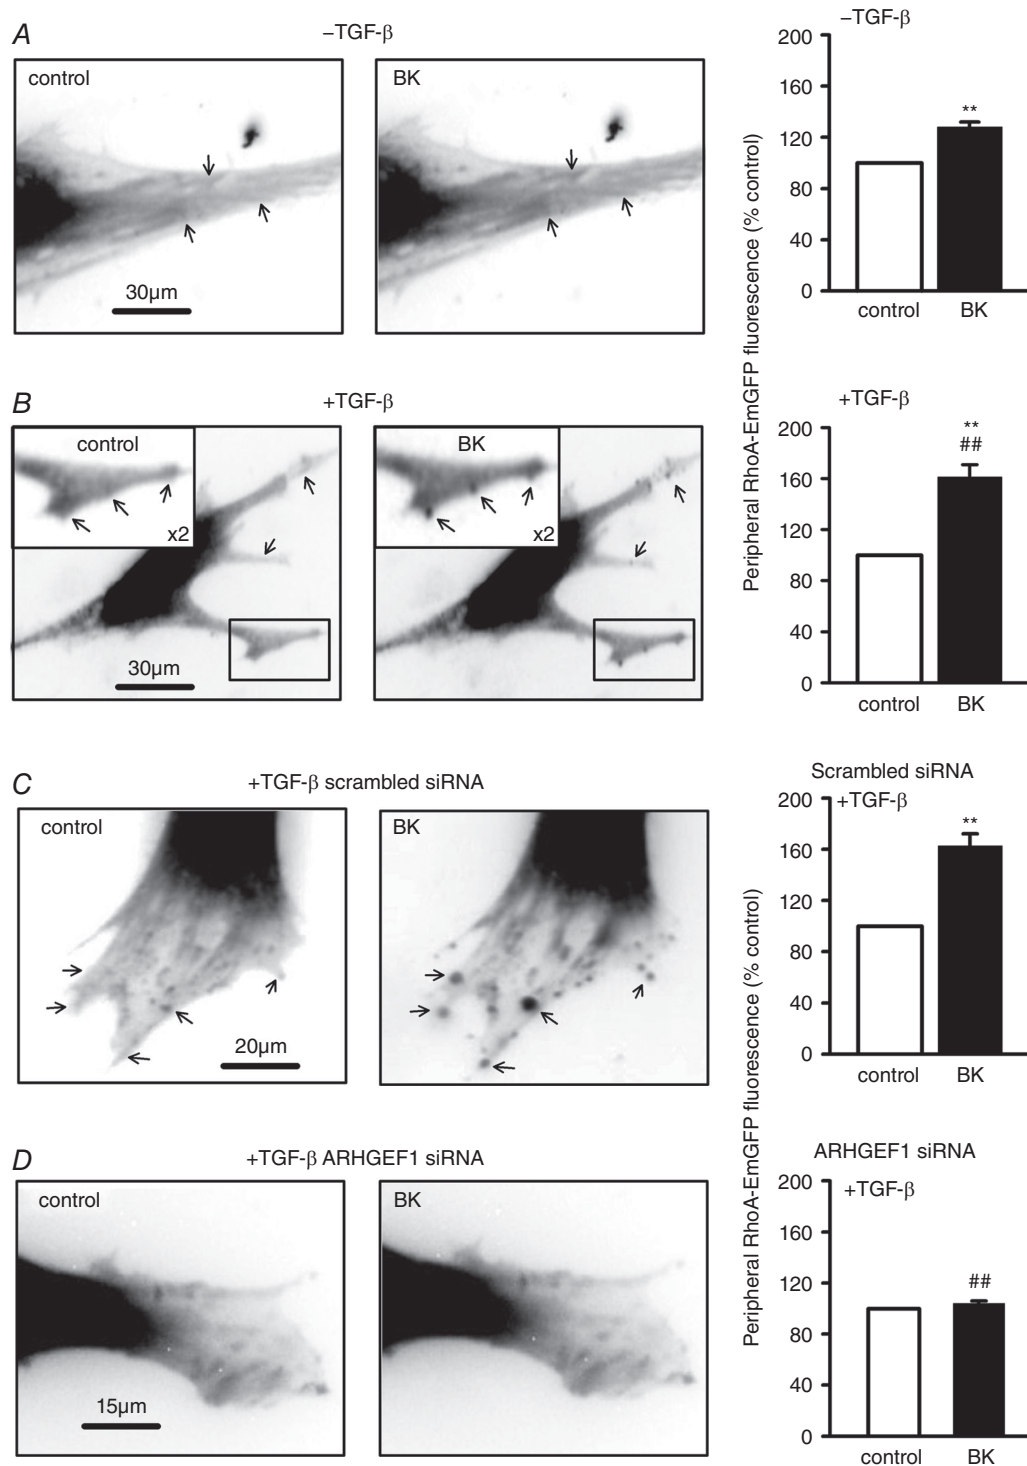 A
–TGF-β
control
BK
30µm
–TGF-β
200
160
120
80
40
0
**
control
BK
Peripheral RhoA-EmGFP fluorescence (% control)
B
+TGF-β
control
x2
BK
x2
30µm
+TGF-β
200
160
120
80
40
0
**
##
control
BK
C
+TGF-β scrambled siRNA
control
BK
20µm
Scrambled siRNA
+TGF-β
200
160
120
80
40
0
**
control
BK
Peripheral RhoA-EmGFP fluorescence (% control)
D
+TGF-β ARHGEF1 siRNA
control
BK
15µm
ARHGEF1 siRNA
+TGF-β
200
160
120
80
40
0
##
control
BK